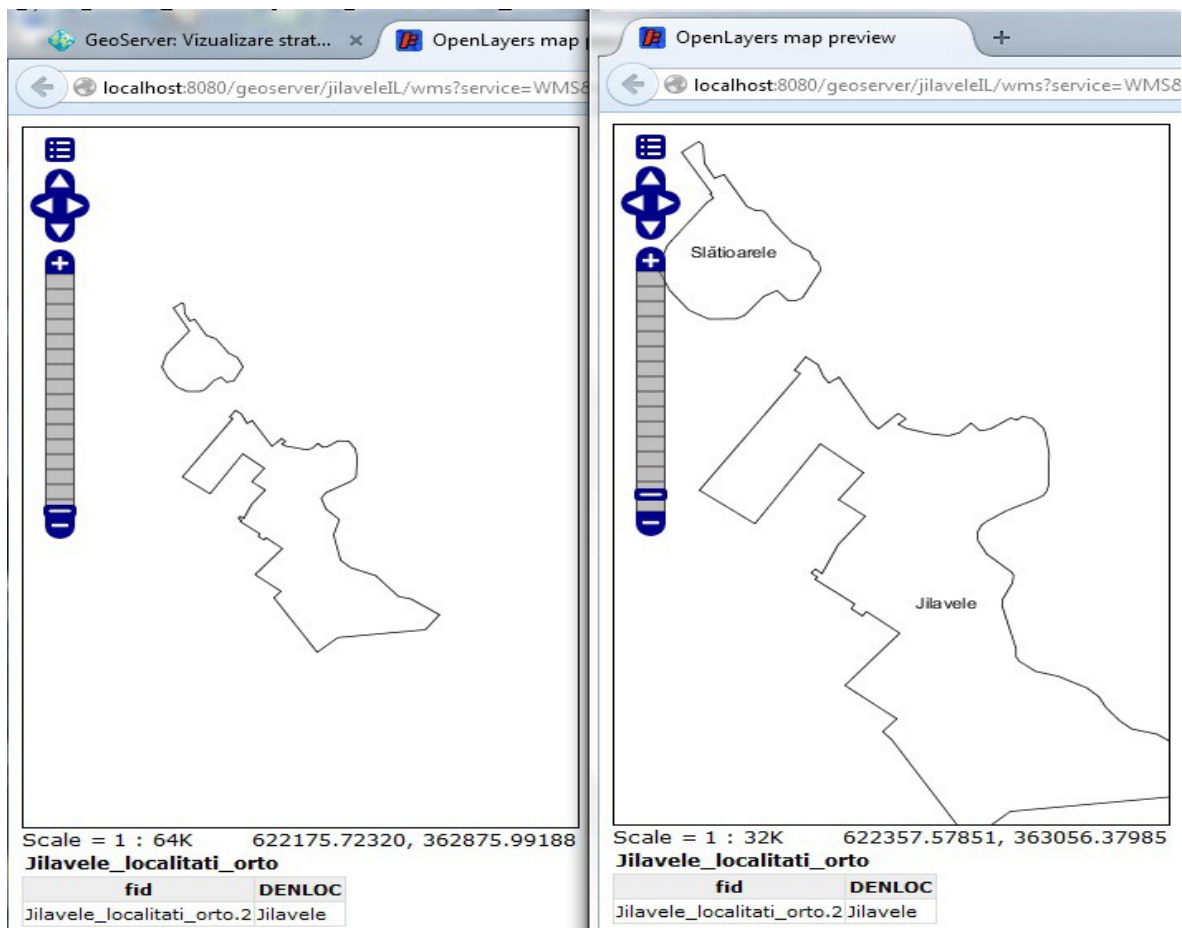 GeoServer: Vizualizare strat... ×
OpenLayers map
localhost:8080/geoserver/jilaveleIL/wms?service=WMS&
Scale = 1 : 64K 622175.72320, 362875.99188
Jilavele_localitati_orto
fid DENLOC
Jilavele_localitati_orto.2 Jilavele
OpenLayers map preview +
localhost:8080/geoserver/jilaveleIL/wms?service=WMS&
Slătioarele
Jilavele
Scale = 1 : 32K 622357.57851, 363056.37985
Jilavele_localitati_orto
fid DENLOC
Jilavele_localitati_orto.2 Jilavele